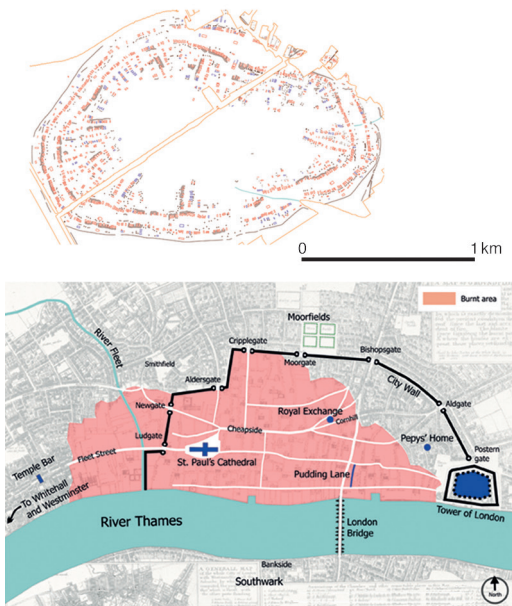 0
1 km
Burnt area
Moorfields
River Fleet
Cripplegate
Bishopsgate
Smithfield
Moorgate
Aldersgate
City Wall
Aldgate
Newgate
Royal Exchange
Cornhill
Cheapside
Pepys' Home
Ludgate
Postern
gate
Temple Bar
Fleet Street
St. Paul's Cathedral
Pudding Lane
To Whitehall
and Westminster
Tower of London
River Thames
London
Bridge
Bankside
Southwark
North